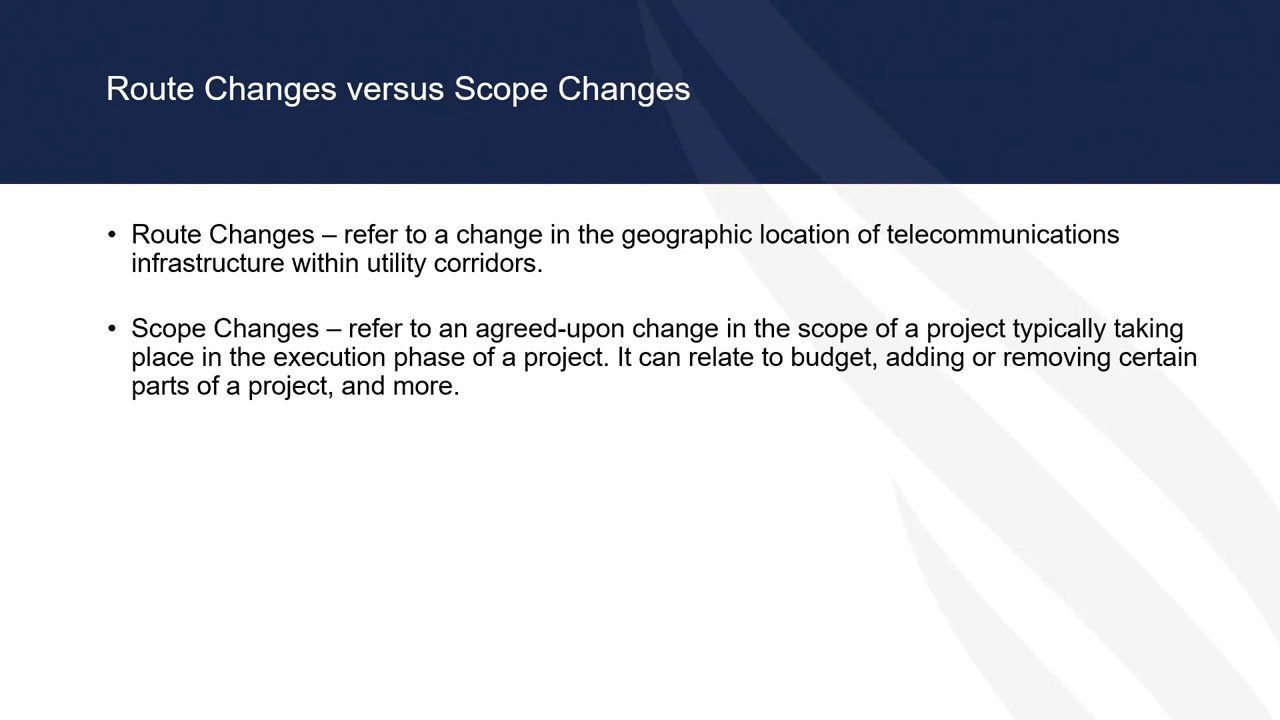 Route Changes versus Scope Changes
• Route Changes – refer to a change in the geographic location of telecommunications
infrastructure within utility corridors.
• Scope Changes – refer to an agreed-upon change in the scope of a project typically taking
place in the execution phase of a project. It can relate to budget, adding or removing certain
parts of a project, and more.